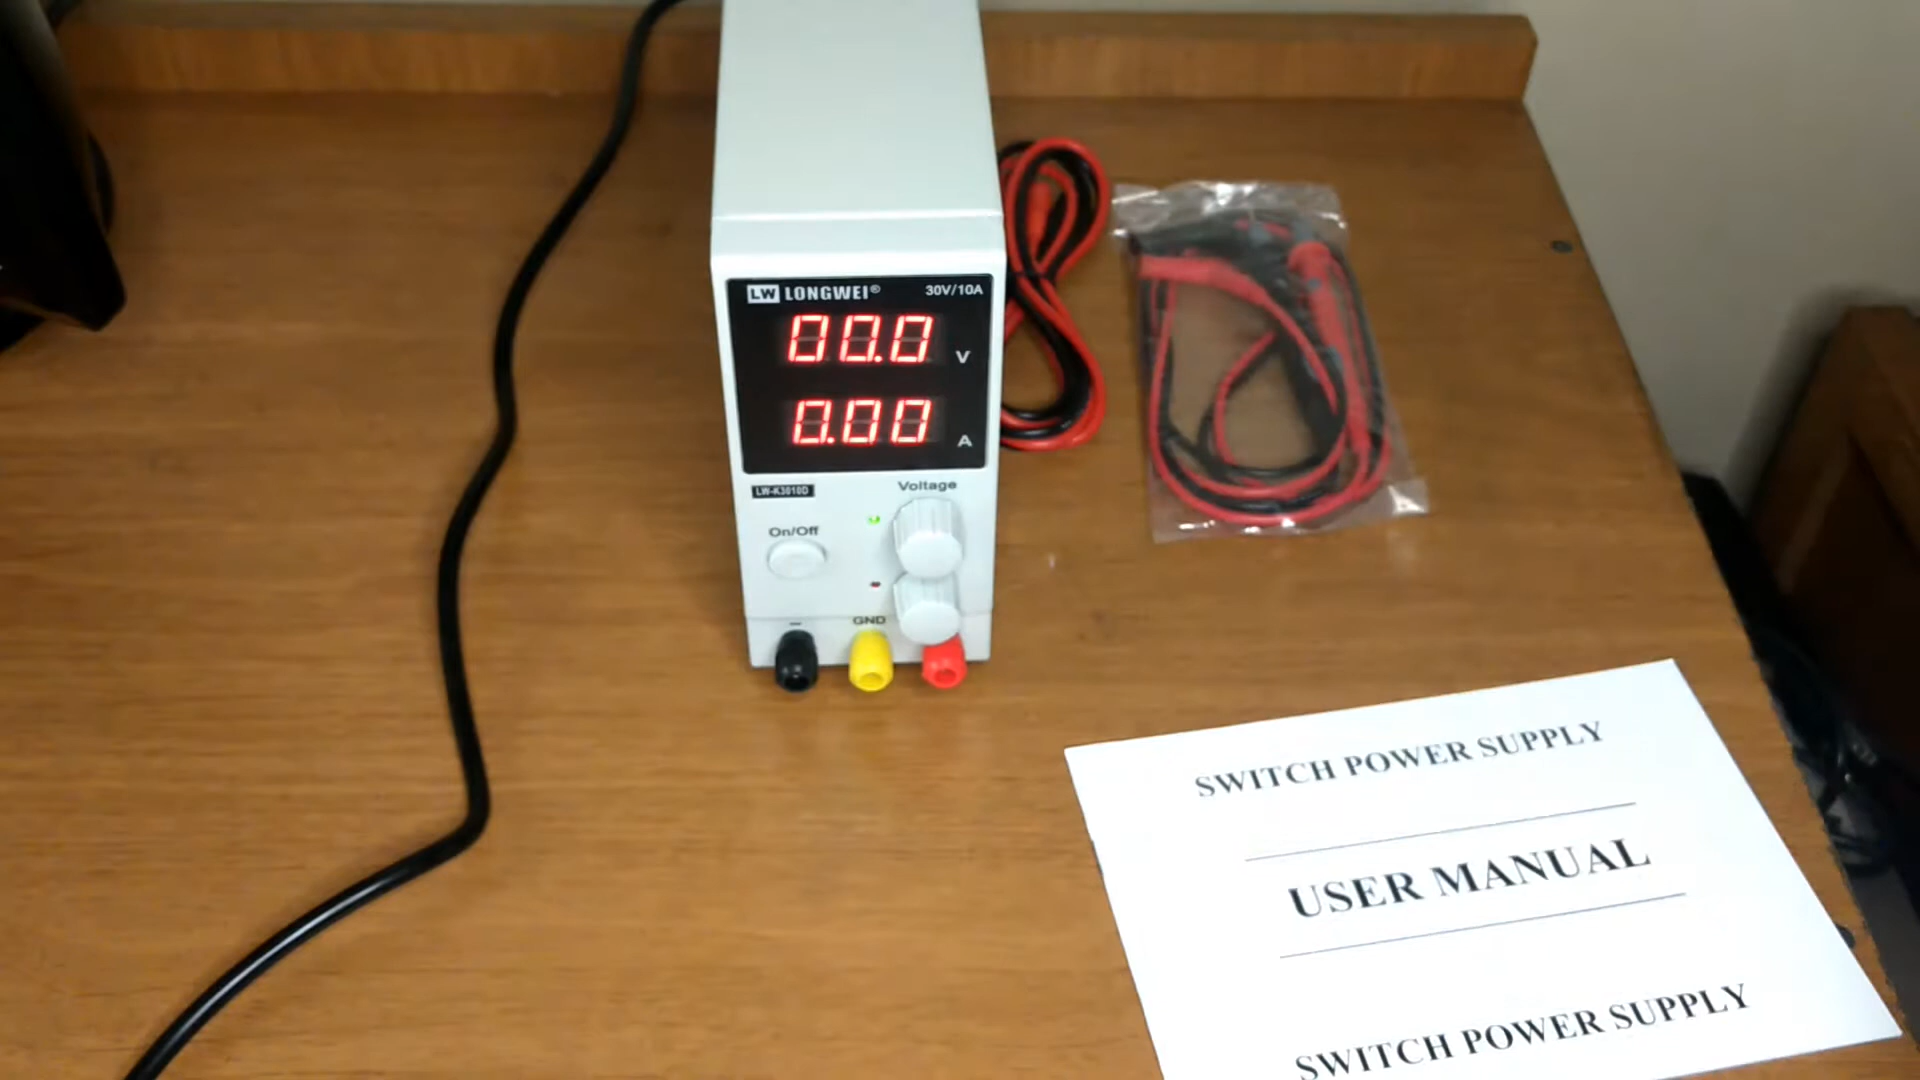 LW LONGWEI® 30V/10A
00.0 V
0.00 A
LW-K3010D
Voltage
On/Off
− GND
SWITCH POWER SUPPLY
USER MANUAL
SWITCH POWER SUPPLY